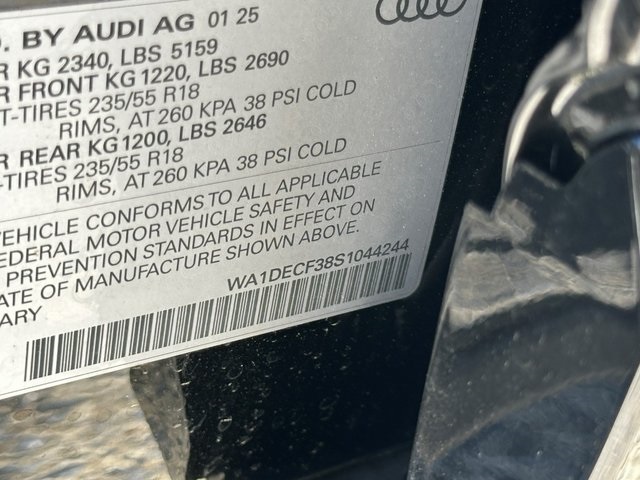 . BY AUDI AG 01 25
R KG 2340, LBS 5159
R FRONT KG 1220, LBS 2690
T-TIRES 235/55 R18
RIMS, AT 260 KPA 38 PSI COLD
R REAR KG 1200, LBS 2646
-TIRES 235/55 R18
RIMS, AT 260 KPA 38 PSI COLD
VEHICLE CONFORMS TO ALL APPLICABLE
EDERAL MOTOR VEHICLE SAFETY AND
PREVENTION STANDARDS IN EFFECT ON
ATE OF MANUFACTURE SHOWN ABOVE.
WA1DECF38S1044244
ARY